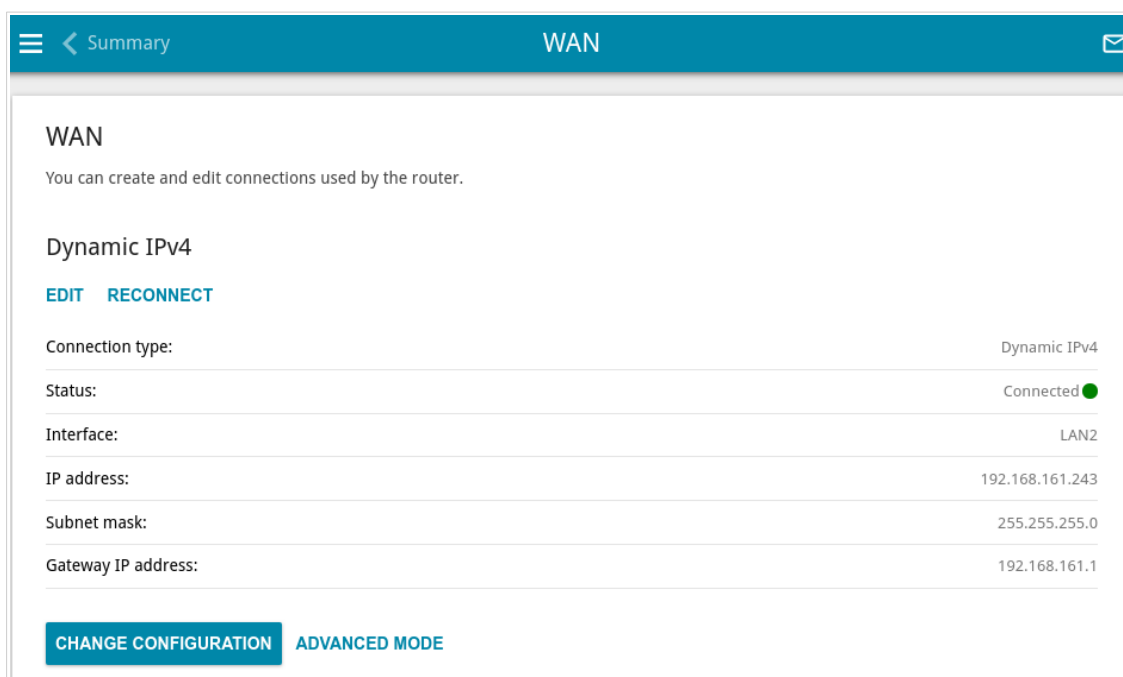 Summary WAN
WAN
You can create and edit connections used by the router.
Dynamic IPv4
EDIT RECONNECT
Connection type: Dynamic IPv4
Status: Connected
Interface: LAN2
IP address: 192.168.161.243
Subnet mask: 255.255.255.0
Gateway IP address: 192.168.161.1
CHANGE CONFIGURATION ADVANCED MODE